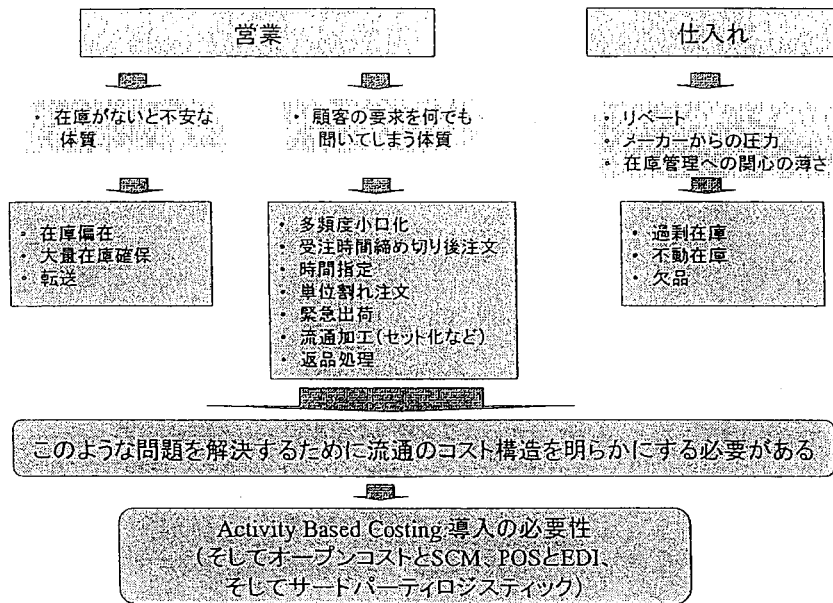 営業
仕入れ
・ 在庫がないと不安な
体質
・ 顧客の要求を何でも
聞いてしまう体質
・ リベート
・ メーカーからの圧力
・ 在庫管理への関心の薄さ
・ 在庫偏在
・ 大量在庫確保
・ 転送
・ 多頻度小口化
・ 受注時間締め切り後注文
・ 時間指定
・ 単位割れ注文
・ 緊急出荷
・ 流通加工(セット化など)
・ 返品処理
・ 過剰在庫
・ 不動在庫
・ 欠品
このような問題を解決するために流通のコスト構造を明らかにする必要がある
Activity Based Costing 導入の必要性
(そしてオープンコストとSCM、POSとEDI、
そしてサードパーティロジスティック)